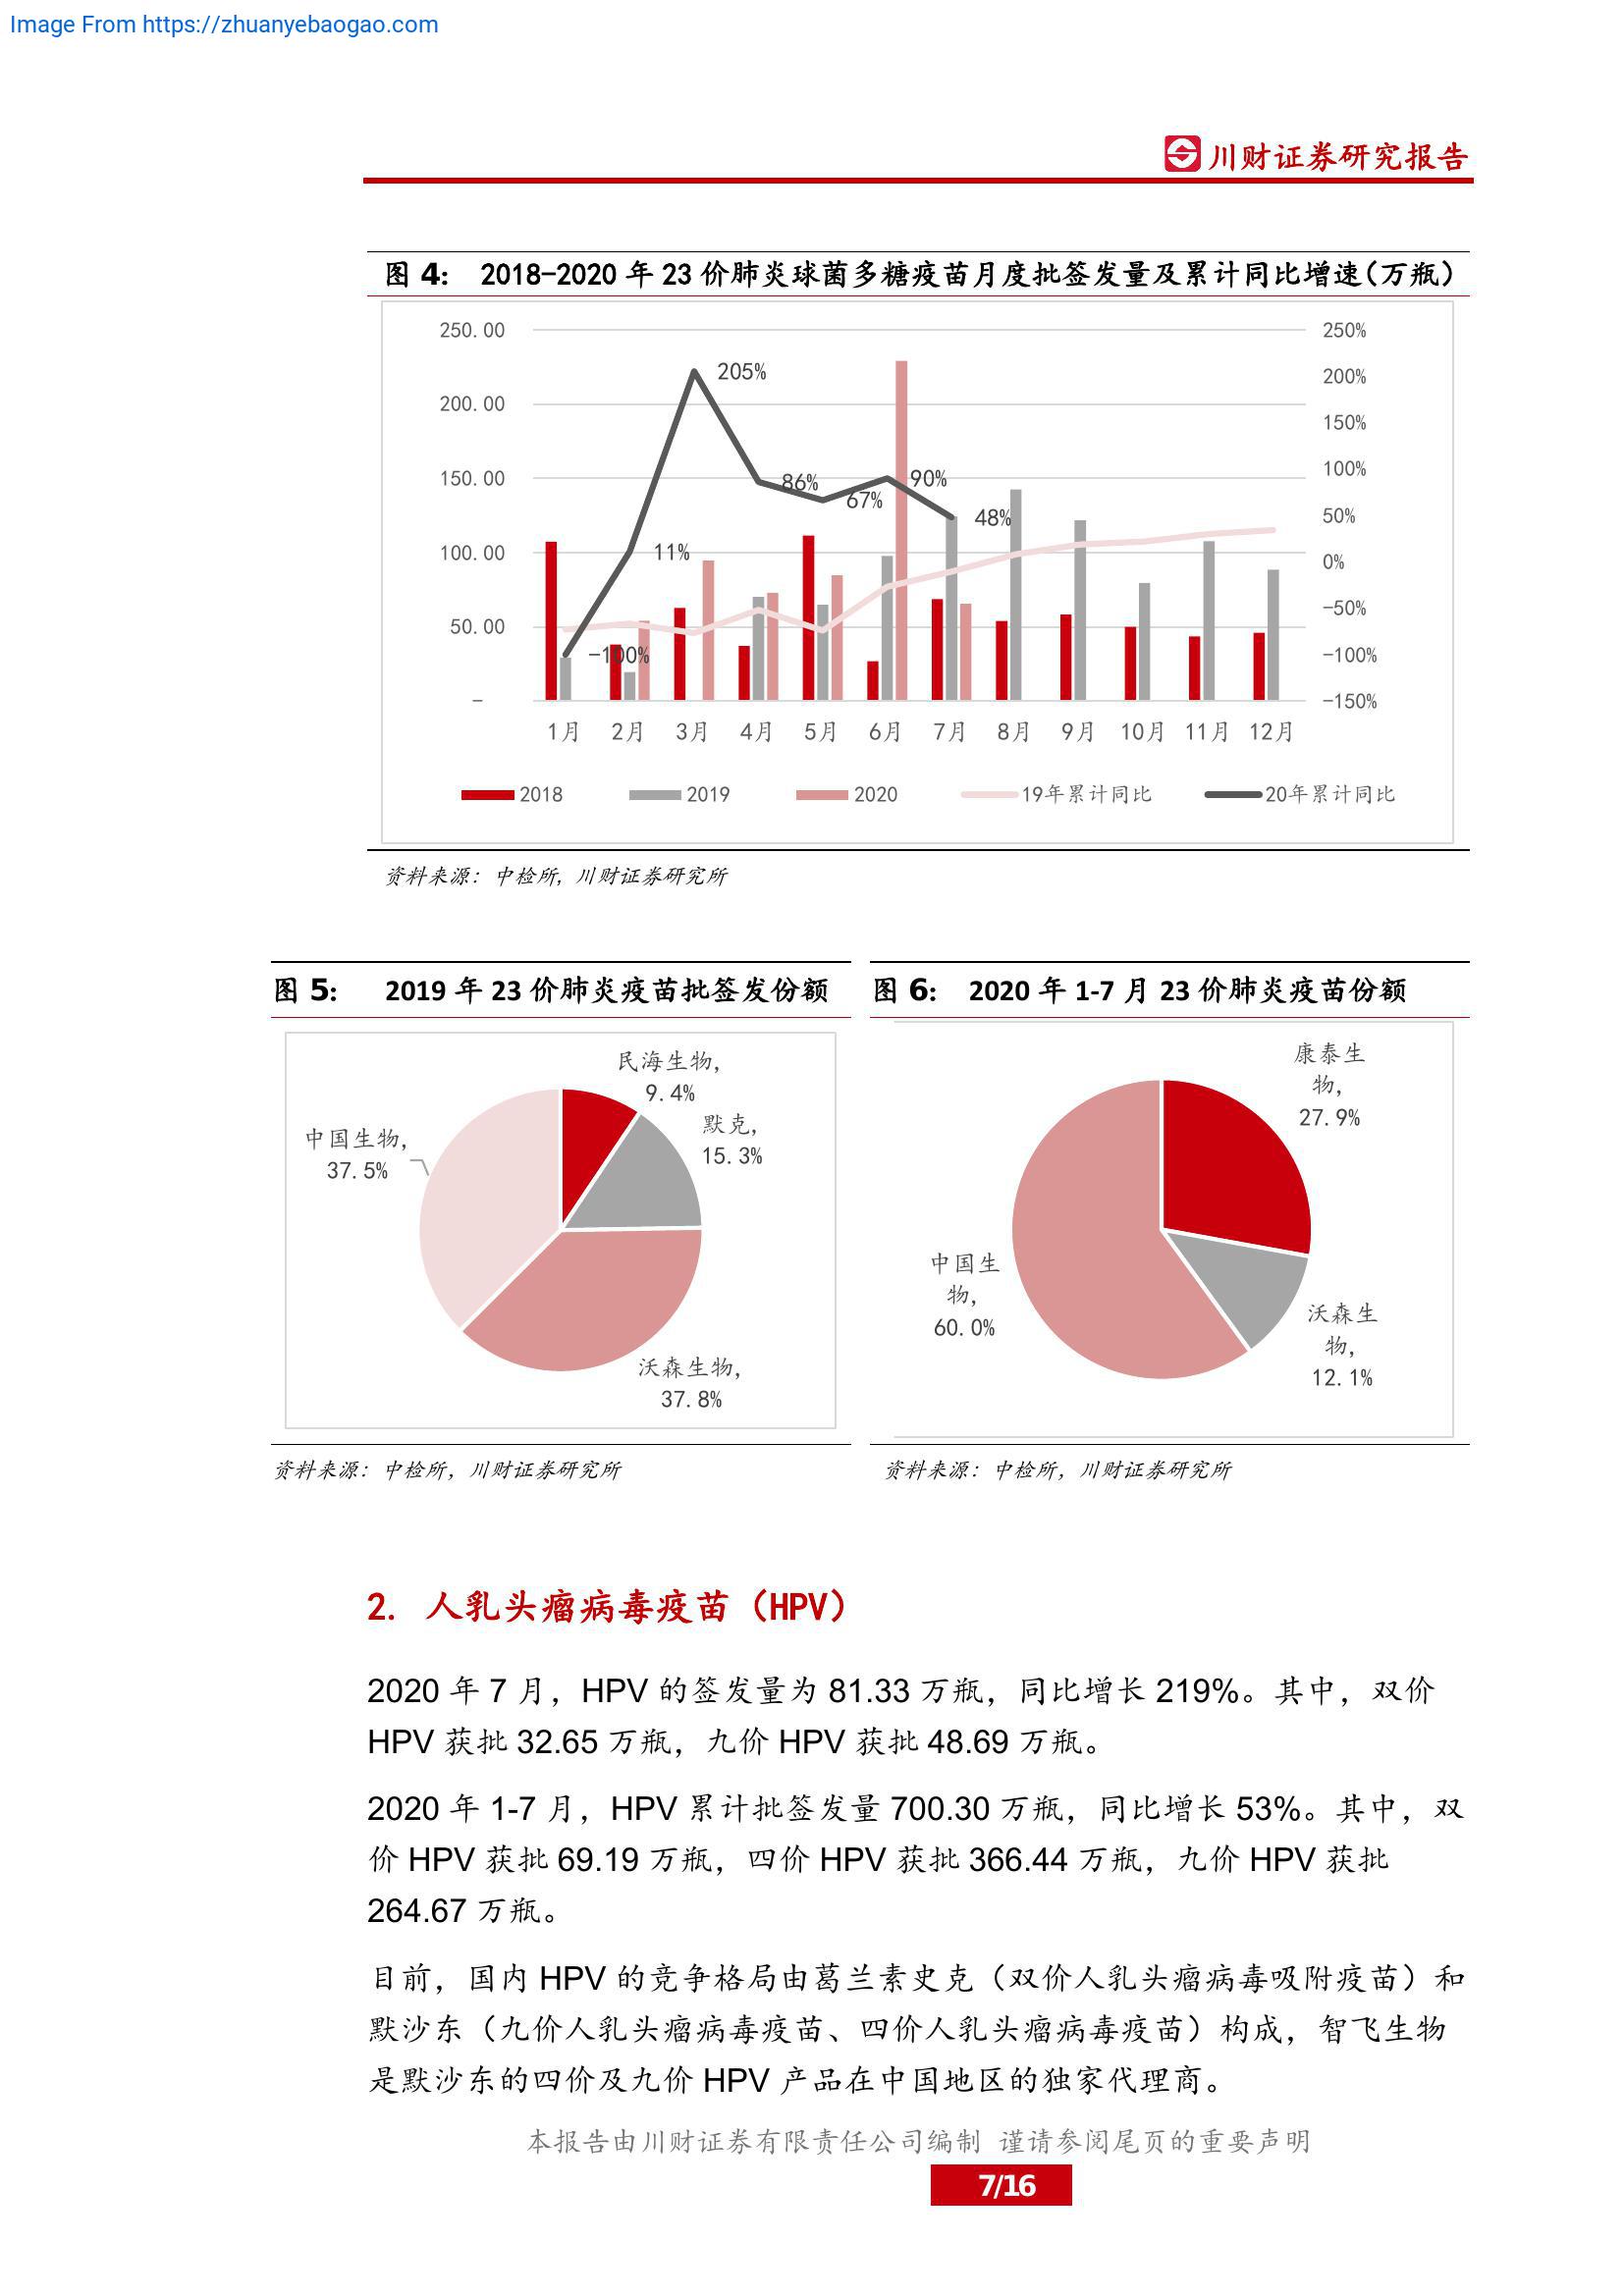 Image From https://zhuanyebaogao.com
川财证券研究报告
图 4： 2018-2020 年 23 价肺炎球菌多糖疫苗月度批签发量及累计同比增速(万瓶)
250.00
200.00
150.00
100.00
50.00
-
250%
200%
150%
100%
50%
0%
-50%
-100%
-150%
-100%
11%
205%
86%
67%
90%
48%
1月 2月 3月 4月 5月 6月 7月 8月 9月 10月 11月 12月
2018 2019 2020 19年累计同比 20年累计同比
资料来源：中检所, 川财证券研究所
图 5： 2019 年 23 价肺炎疫苗批签发份额
民海生物,
9.4%
默克,
15.3%
中国生物,
37.5%
沃森生物,
37.8%
资料来源：中检所，川财证券研究所
图 6： 2020 年 1-7 月 23 价肺炎疫苗份额
康泰生
物,
27.9%
中国生
物,
60.0%
沃森生
物,
12.1%
资料来源：中检所，川财证券研究所
2. 人乳头瘤病毒疫苗（HPV）
2020 年 7 月，HPV 的签发量为 81.33 万瓶，同比增长 219%。其中，双价
HPV 获批 32.65 万瓶，九价 HPV 获批 48.69 万瓶。
2020 年 1-7 月，HPV 累计批签发量 700.30 万瓶，同比增长 53%。其中，双
价 HPV 获批 69.19 万瓶，四价 HPV 获批 366.44 万瓶，九价 HPV 获批
264.67 万瓶。
目前，国内 HPV 的竞争格局由葛兰素史克（双价人乳头瘤病毒吸附疫苗）和
默沙东（九价人乳头瘤病毒疫苗、四价人乳头瘤病毒疫苗）构成，智飞生物
是默沙东的四价及九价 HPV 产品在中国地区的独家代理商。
本报告由川财证券有限责任公司编制 谨请参阅尾页的重要声明
7/16